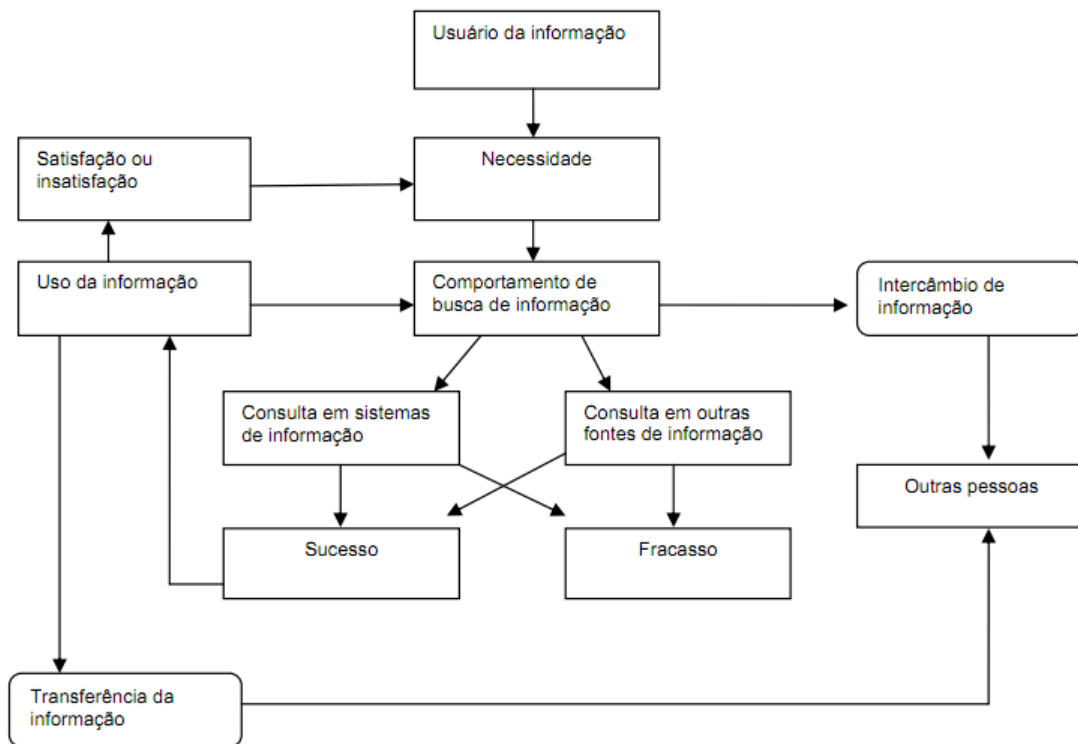 Usuário da informação
Satisfação ou
insatisfação
Necessidade
Uso da informação
Comportamento de
busca de informação
Intercâmbio de
informação
Consulta em sistemas
de informação
Consulta em outras
fontes de informação
Outras pessoas
Sucesso
Fracasso
Transferência da
informação